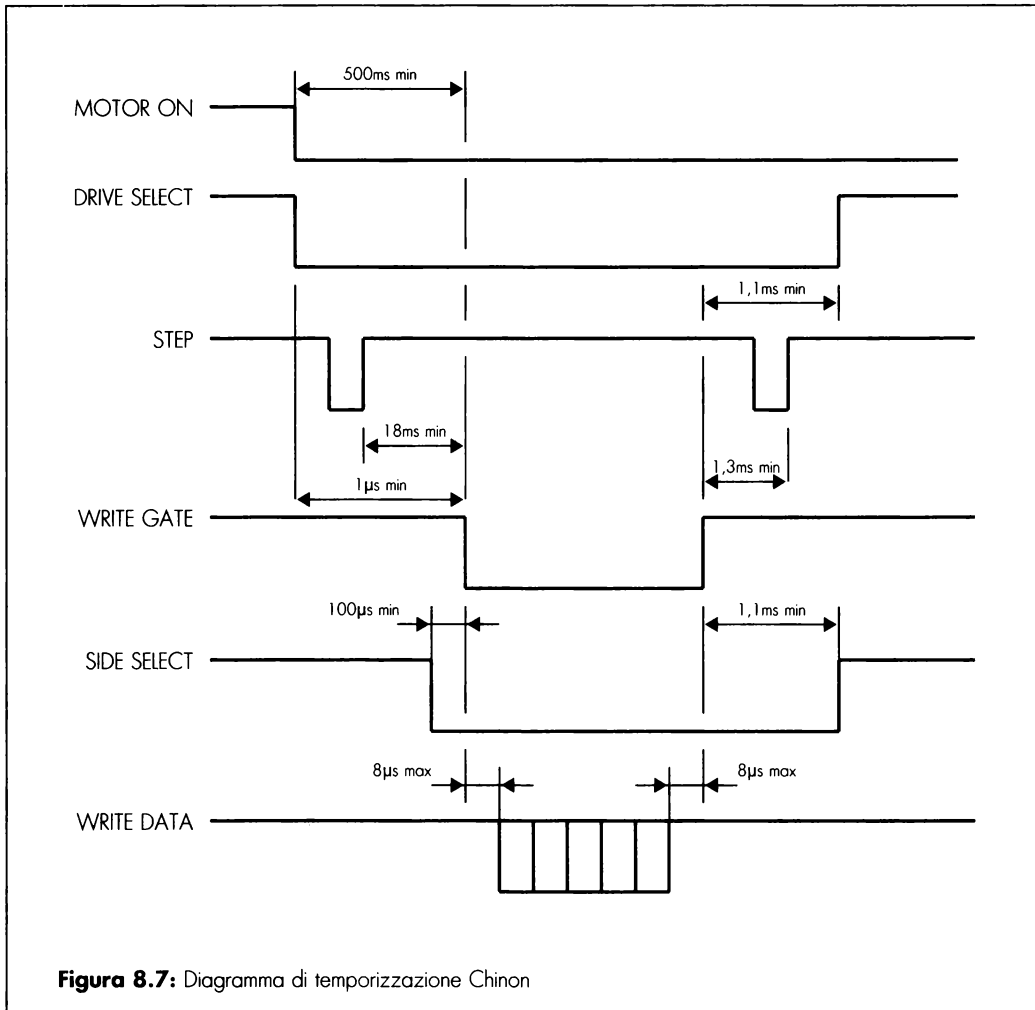 500ms min
MOTOR ON
DRIVE SELECT
1,1ms min
STEP
18ms min
1,3ms min
1µs min
WRITE GATE
100µs min
1,1ms min
SIDE SELECT
8µs max
8µs max
WRITE DATA
Figura 8.7: Diagramma di temporizzazione Chinon